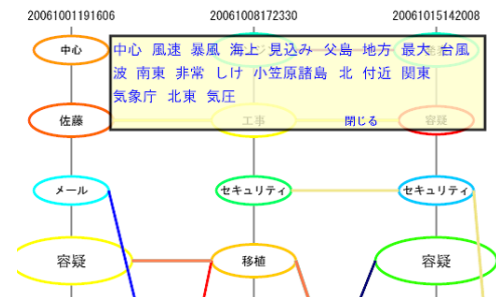 20061001191606 20061008172330 20061015142008
中心
中心 風速 暴風 海上 見込み 父島 地方 最大 台風
波 南東 非常 しけ 小笠原諸島 北 付近 関東
気象庁 北東 気圧
閉じる
佐藤 工事 容疑
メール セキュリティ セキュリティ
容疑 移植 容疑